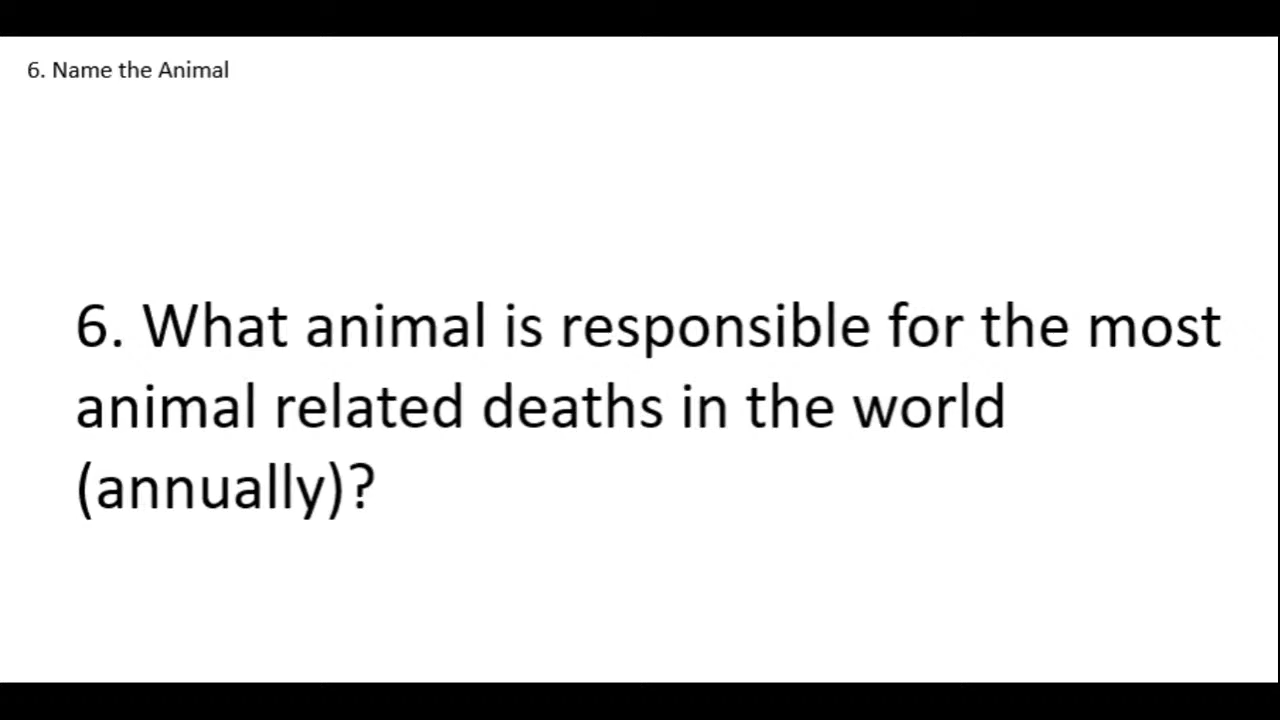 6. Name the Animal
6. What animal is responsible for the most
animal related deaths in the world
(annually)?